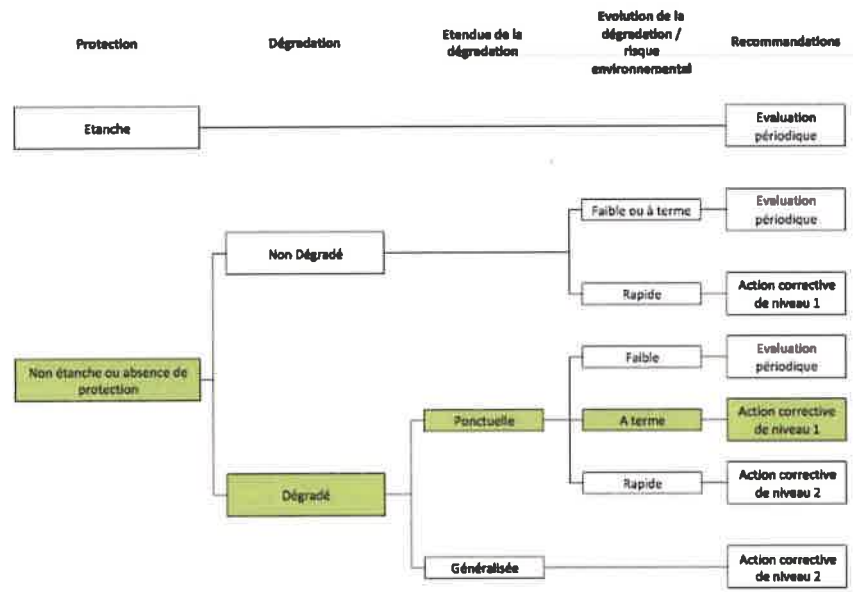 Protection
Dégradation
Etendue de la
dégradation
Evolution de la
dégradation /
risque
environnemental
Recommandations
Etanche
Evaluation
périodique
Non Dégradé
Faible ou à terme
Evaluation
périodique
Rapide
Action corrective
de niveau 1
Non étanche ou absence de
protection
Dégradé
Ponctuelle
Faible
Evaluation
périodique
A terme
Action corrective
de niveau 1
Rapide
Action corrective
de niveau 2
Généralisée
Action corrective
de niveau 2